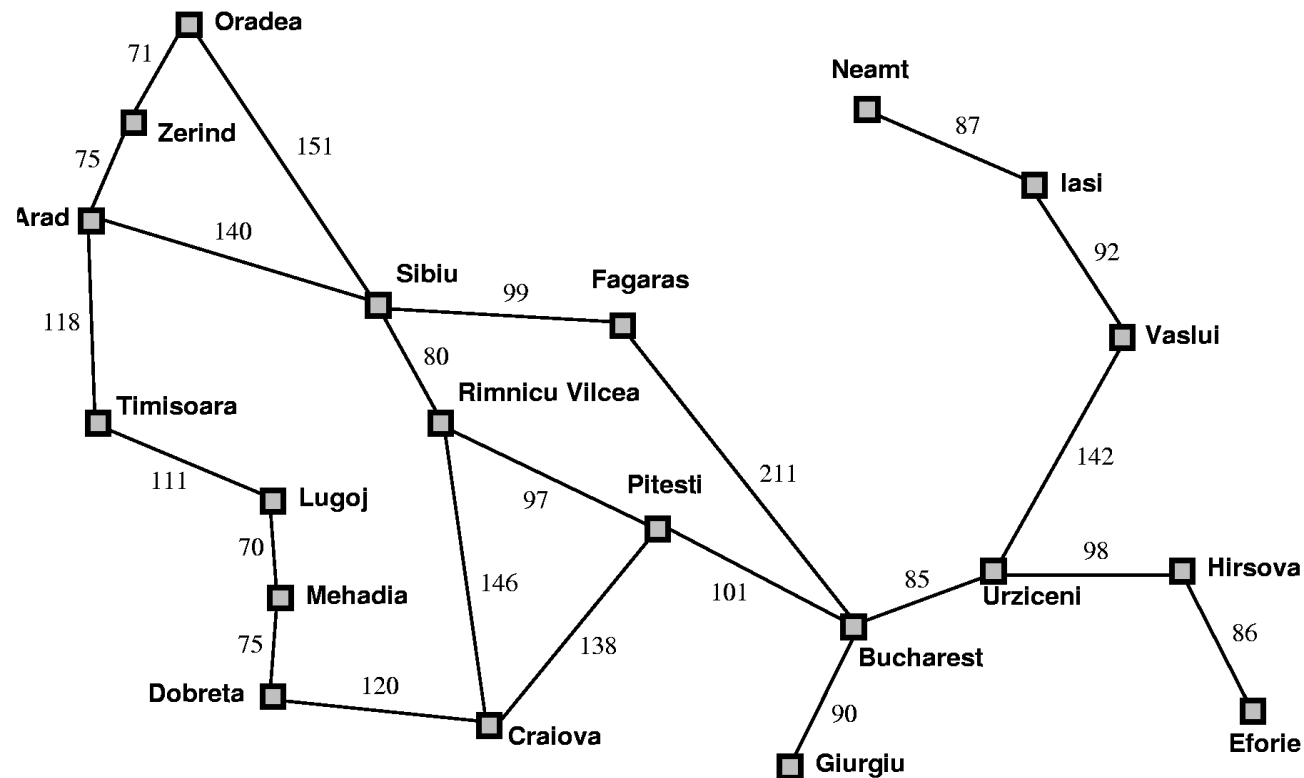 Oradea
71
Neamt
87
Zerind
151
75
Iasi
Arad
140
92
Sibiu
Fagaras
99
118
Vaslui
80
Timisoara
Rimnicu Vilcea
142
211
111
Lugoj
97
Pitesti
70
98
Hirsova
146
101
85
Mehadia
Urziceni
75
138
86
Bucharest
Dobreta
120
90
Craiova
Eforie
Giurgiu